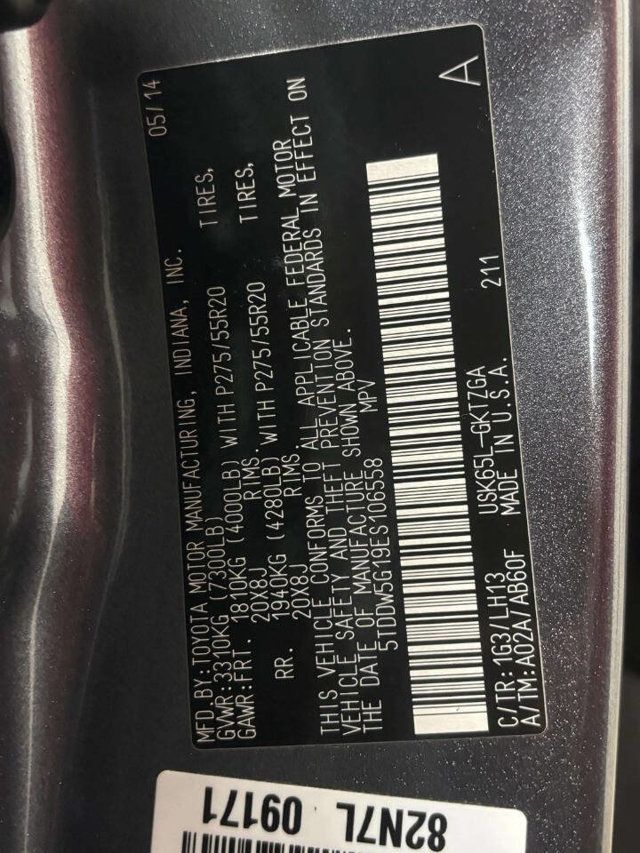 MFD. BY: TOYOTA MOTOR MANUFACTURING, INDIANA, INC. 05/14
GVWR: 3310KG (7300LB)
GAWR: FRT. 1810KG (4000LB) WITH P275/55R20 TIRES,
20X8J RIMS.
RR. 1940KG (4280LB) WITH P275/55R20 TIRES,
20X8J RIMS
THIS VEHICLE CONFORMS TO ALL APPLICABLE FEDERAL MOTOR
VEHICLE SAFETY AND THEFT PREVENTION STANDARDS IN EFFECT ON
THE DATE OF MANUFACTURE SHOWN ABOVE.
5TDDW5G19ES106558 MPV
C/TR: 1G3/LH13 USK65L-GKTZGA 211
A/TM: A02A/AB60F MADE IN U.S.A.
A
82N7L 09171